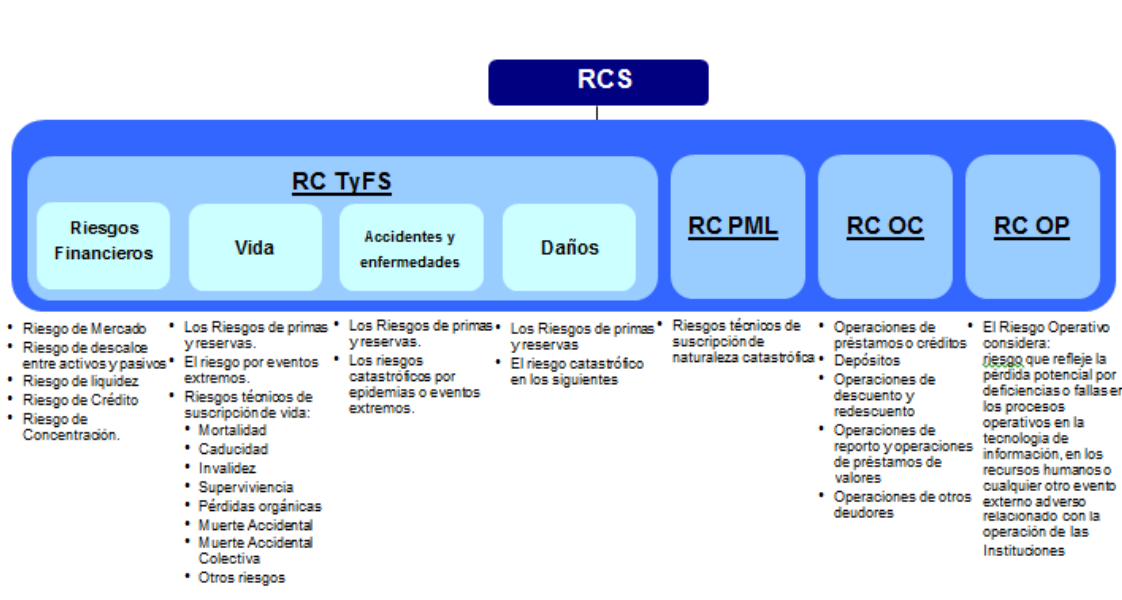 RCS
RC TyFS
Riesgos
Financieros
Vida
Accidentes y
enfermedades
Daños
RC PML
RC OC
RC OP
• Riesgo de Mercado
• Riesgo de descalce
entre activos y pasivos
• Riesgo de liquidez
• Riesgo de Crédito
• Riesgo de
Concentración.
• Los Riesgos de primas
y reservas.
• El riesgo por eventos
extremos.
• Riesgos técnicos de
suscripción de vida:
• Mortalidad
• Caducidad
• Invalidez
• Superviviencia
• Pérdidas orgánicas
• Muerte Accidental
• Muerte Accidental
Colectiva
• Otros riesgos
• Los Riesgos de primas
y reservas.
• Los riesgos
catastróficos por
epidemias o eventos
extremos.
• Los Riesgos de primas
y reservas
• El riesgo catastrófico
en los siguientes
• Riesgos técnicos de
suscripción de
naturaleza catastrófica
• Operaciones de
préstamos o créditos
• Depósitos
• Operaciones de
descuento y
redescuento
• Operaciones de
reporto y operaciones
de préstamos de
valores
• Operaciones de otros
deudores
• El Riesgo Operativo
considera:
riesgo que refleje la
pérdida potencial por
deficiencias o fallas en
los procesos
operativos en la
tecnología de
información, en los
recursos humanos o
cualquier otro evento
externo adverso
relacionado con la
operación de las
Instituciones